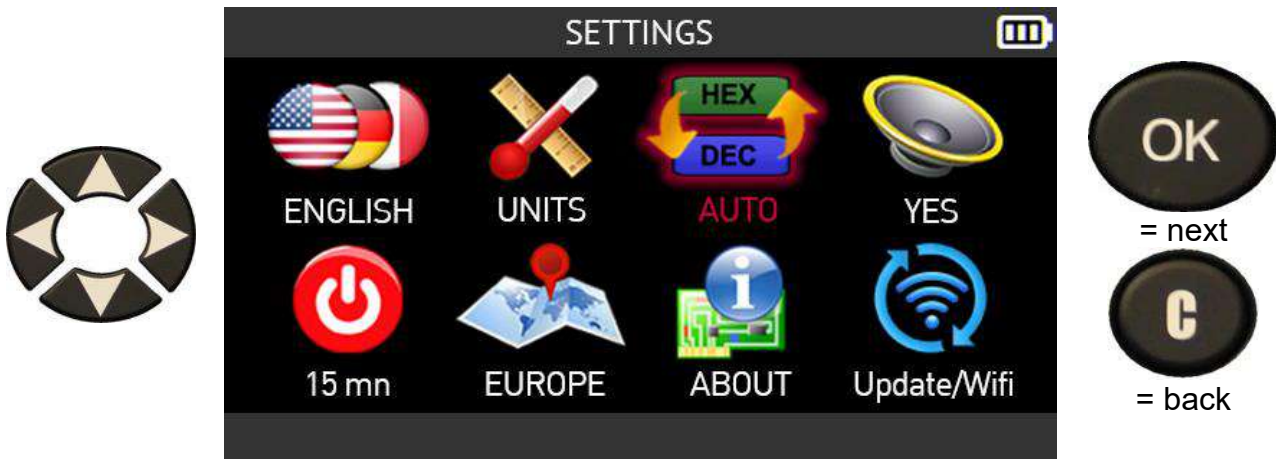 SETTINGS
HEX
DEC
ENGLISH UNITS AUTO YES
15 mn EUROPE ABOUT Update/Wifi
OK
= next
C
= back